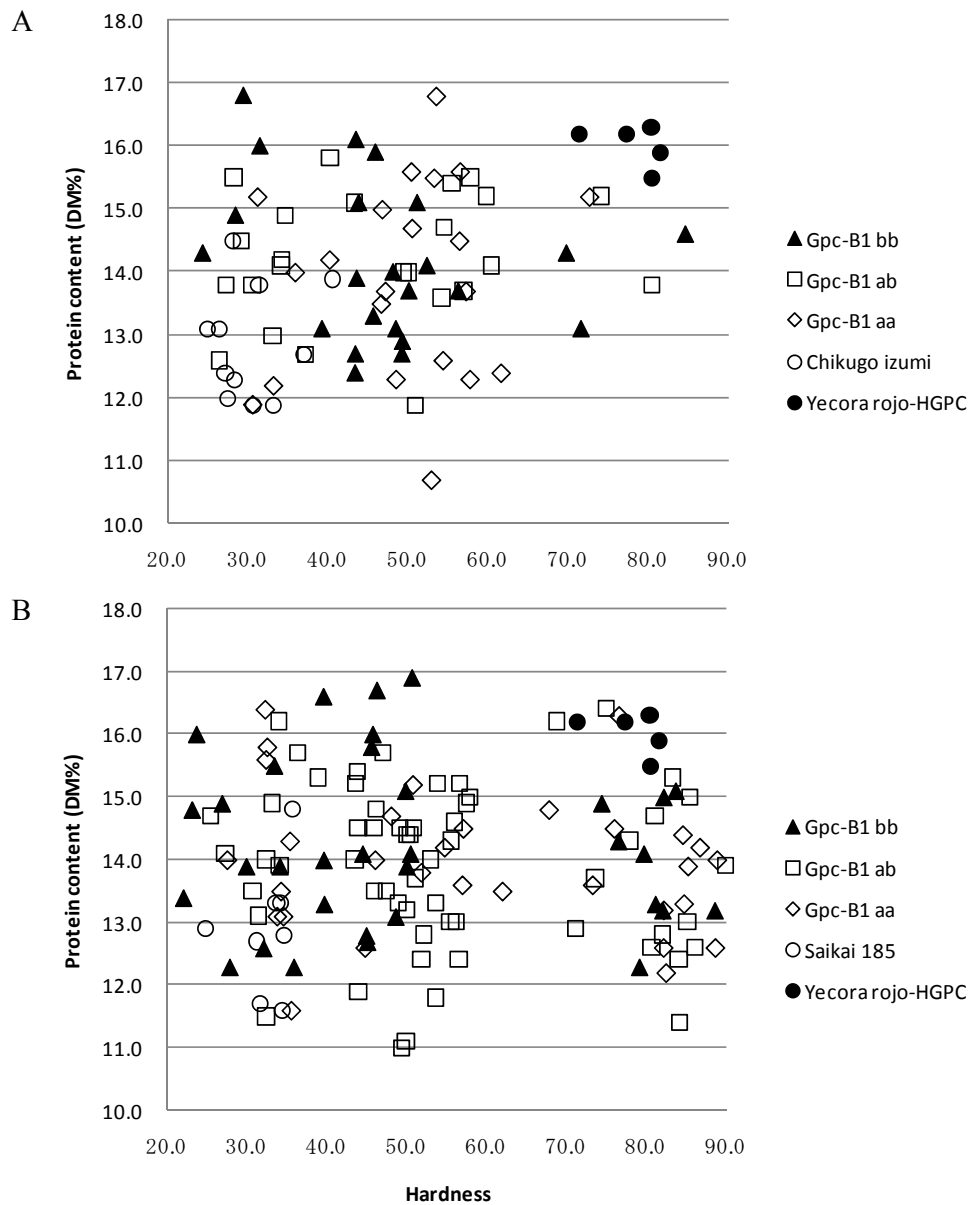 A
18.0
17.0
16.0
15.0
14.0
13.0
12.0
11.0
10.0
Protein content (DM%)
20.0 30.0 40.0 50.0 60.0 70.0 80.0 90.0
Gpc-B1 bb
Gpc-B1 ab
Gpc-B1 aa
Chikugo izumi
Yecora rojo-HGPC
B
18.0
17.0
16.0
15.0
14.0
13.0
12.0
11.0
10.0
Protein content (DM%)
20.0 30.0 40.0 50.0 60.0 70.0 80.0 90.0
Hardness
Gpc-B1 bb
Gpc-B1 ab
Gpc-B1 aa
Saikai 185
Yecora rojo-HGPC